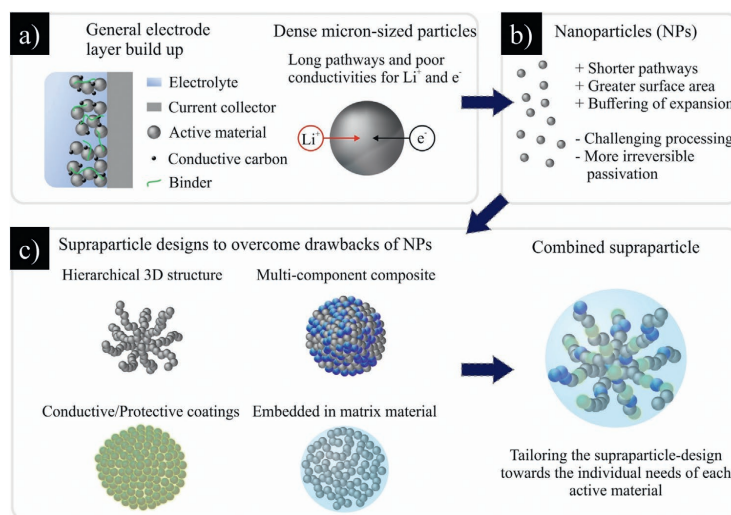 a)
General electrode
layer build up
Electrolyte
Current collector
Active material
Conductive carbon
Binder
Dense micron-sized particles
Long pathways and poor
conductivities for Li⁺ and e⁻
Li⁺
e⁻
b)
Nanoparticles (NPs)
+ Shorter pathways
+ Greater surface area
+ Buffering of expansion
- Challenging processing
- More irreversible
passivation
c)
Supraparticle designs to overcome drawbacks of NPs
Hierarchical 3D structure
Multi-component composite
Conductive/Protective coatings
Embedded in matrix material
Combined supraparticle
Tailoring the supraparticle-design
towards the individual needs of each
active material